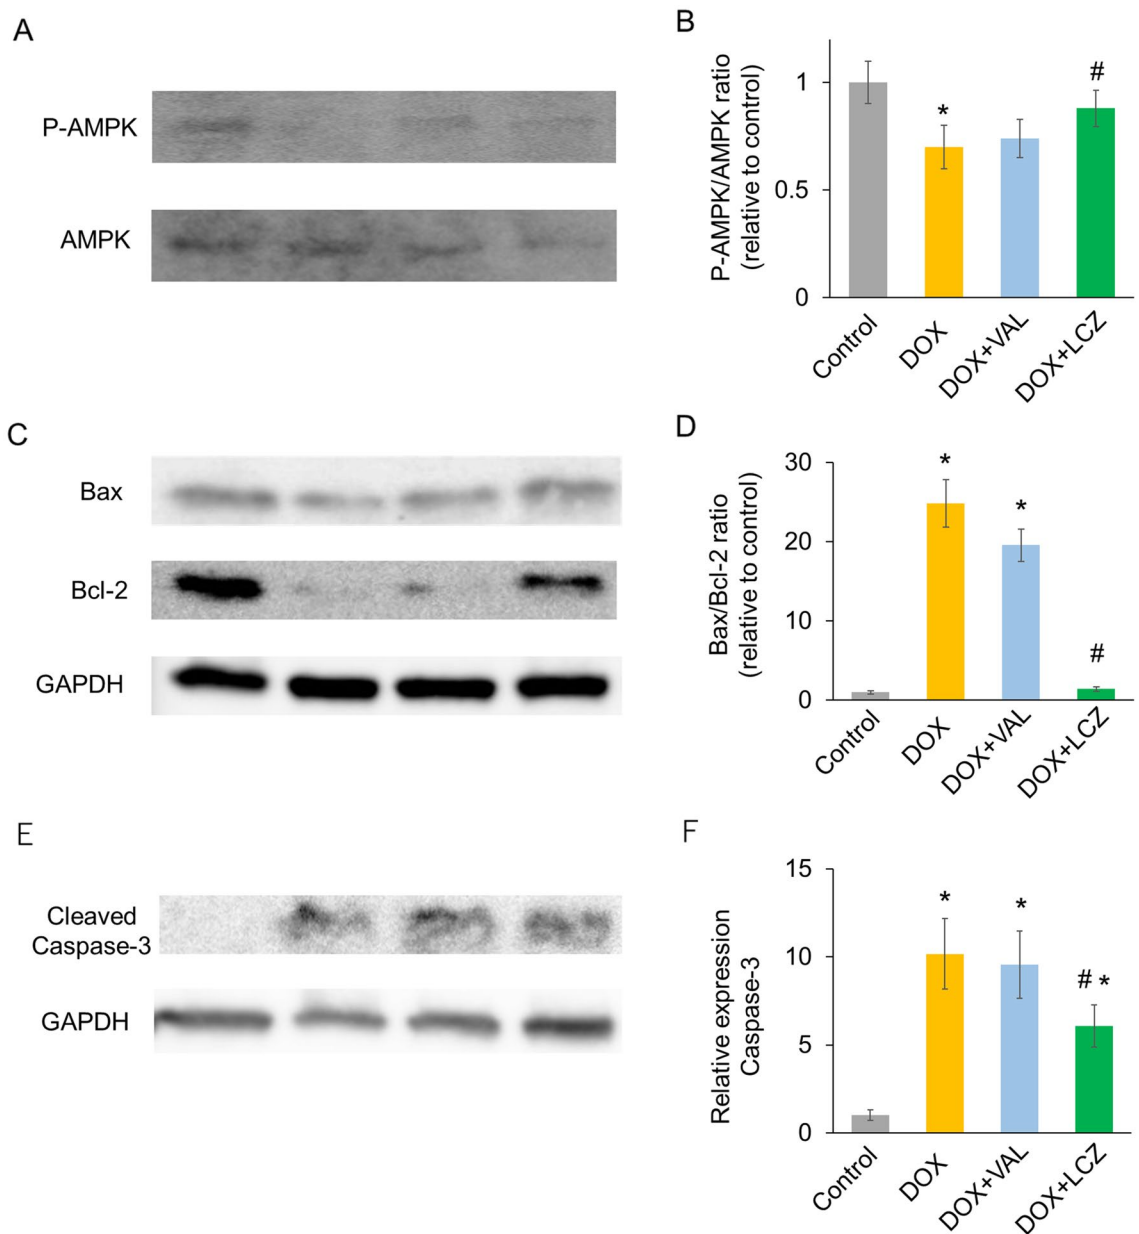 A
P-AMPK
AMPK
B
P-AMPK/AMPK ratio
(relative to control)
1
0.5
0
*
#
Control
DOX
DOX+VAL
DOX+LCZ
C
Bax
Bcl-2
GAPDH
D
Bax/Bcl-2 ratio
(relative to control)
30
20
10
0
*
*
#
Control
DOX
DOX+VAL
DOX+LCZ
E
Cleaved
Caspase-3
GAPDH
F
Relative expression
Caspase-3
15
10
5
0
*
*
# *
Control
DOX
DOX+VAL
DOX+LCZ